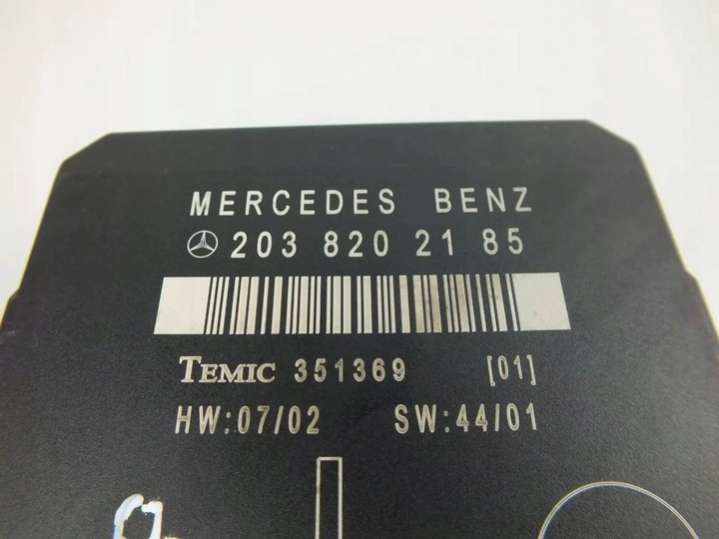 MERCEDES BENZ
203 820 21 85
TEMIC 351369 [01]
HW:07/02 SW:44/01